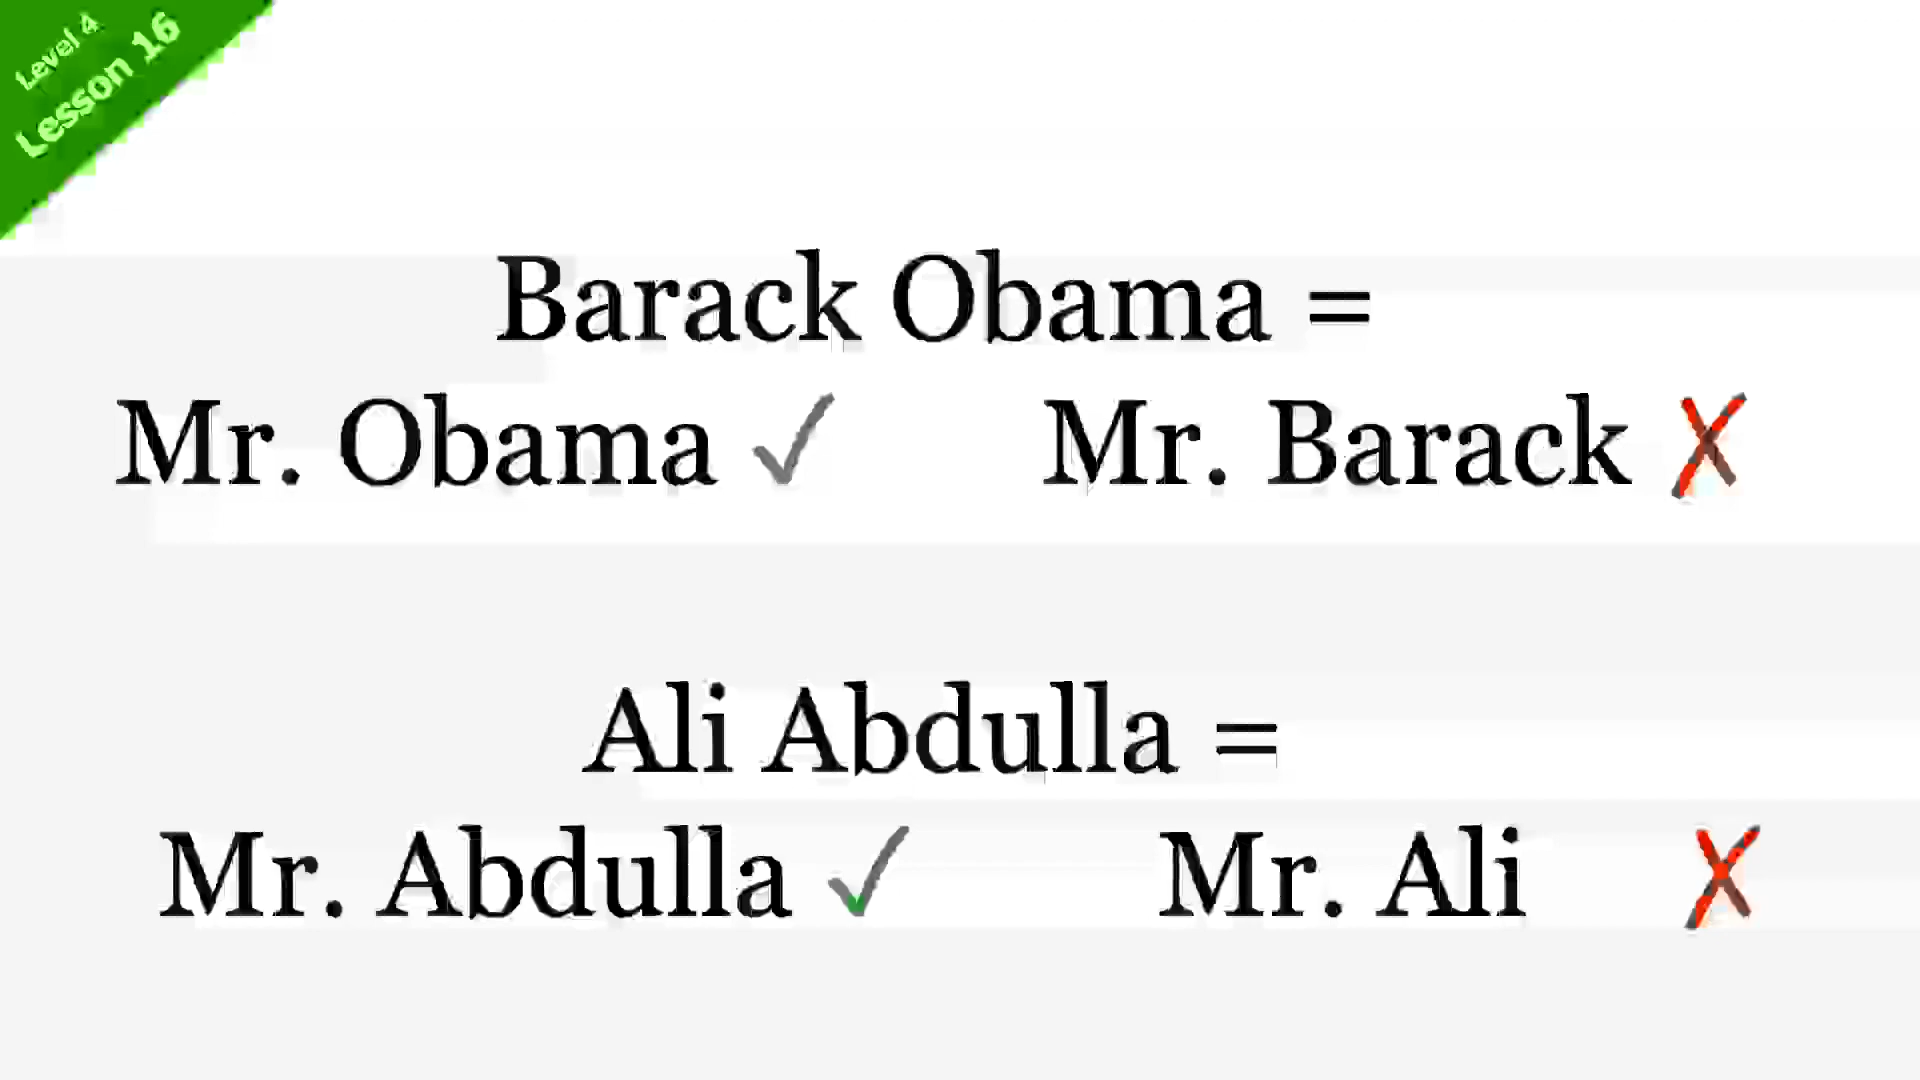 Level 4
Lesson 16
Barack Obama =
Mr. Obama ✓ Mr. Barack ✗
Ali Abdulla =
Mr. Abdulla ✓ Mr. Ali ✗